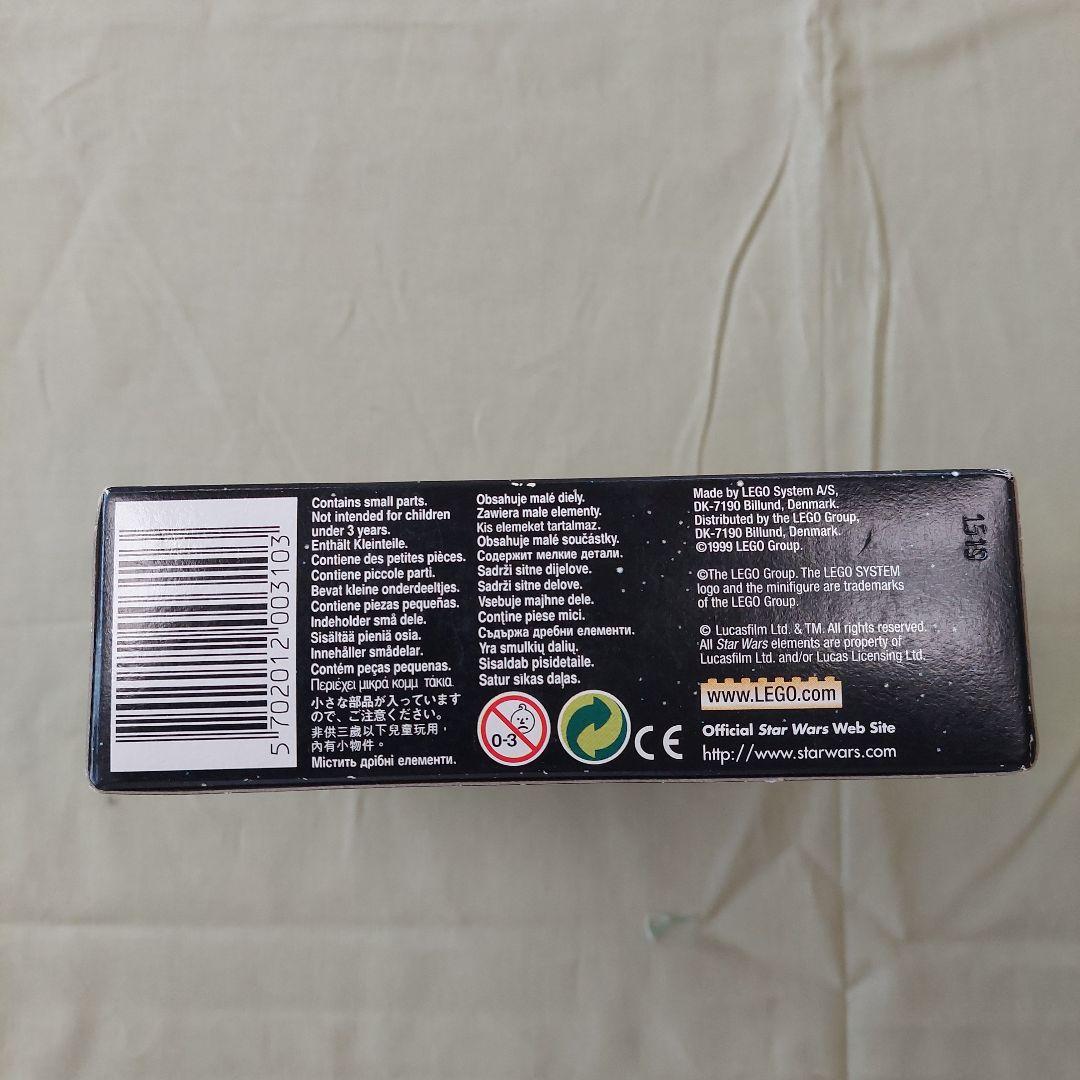 5 702012 003103
Contains small parts.
Not intended for children
under 3 years.
Enthält Kleinteile.
Contiene des petites pièces.
Contiene piccole parti.
Bevat kleine onderdeeltjes.
Contiene piezas pequeñas.
Indeholder små dele.
Sisältää pieniä osia.
Innehåller smådelar.
Contém peças pequenas.
Περιέχει μικρά κομμ τάκια.
小さな部品が入っています
ので、ご注意ください。
非供三歲以下兒童玩用,
內有小物件。
Містить дрібні елементи.
Obsahuje malé diely.
Zawiera małe elementy.
Kis elemeket tartalmaz.
Obsahuje malé součástky.
Содержит мелкие детали.
Sadrži sitne dijelove.
Sadrži sitne delove.
Vsebuje majhne dele.
Conţine piese mici.
Съдържа дребни елементи.
Yra smulkių dalių.
Sisaldab pisidetaile.
Satur sīkas daļas.
0-3
CE
Made by LEGO System A/S,
DK-7190 Billund, Denmark.
Distributed by the LEGO Group,
DK-7190 Billund, Denmark.
©1999 LEGO Group.
©The LEGO Group. The LEGO SYSTEM
logo and the minifigure are trademarks
of the LEGO Group.
© Lucasfilm Ltd. & TM. All rights reserved.
All Star Wars elements are property of
Lucasfilm Ltd. and/or Lucas Licensing Ltd.
www.LEGO.com
Official Star Wars Web Site
http://www.starwars.com